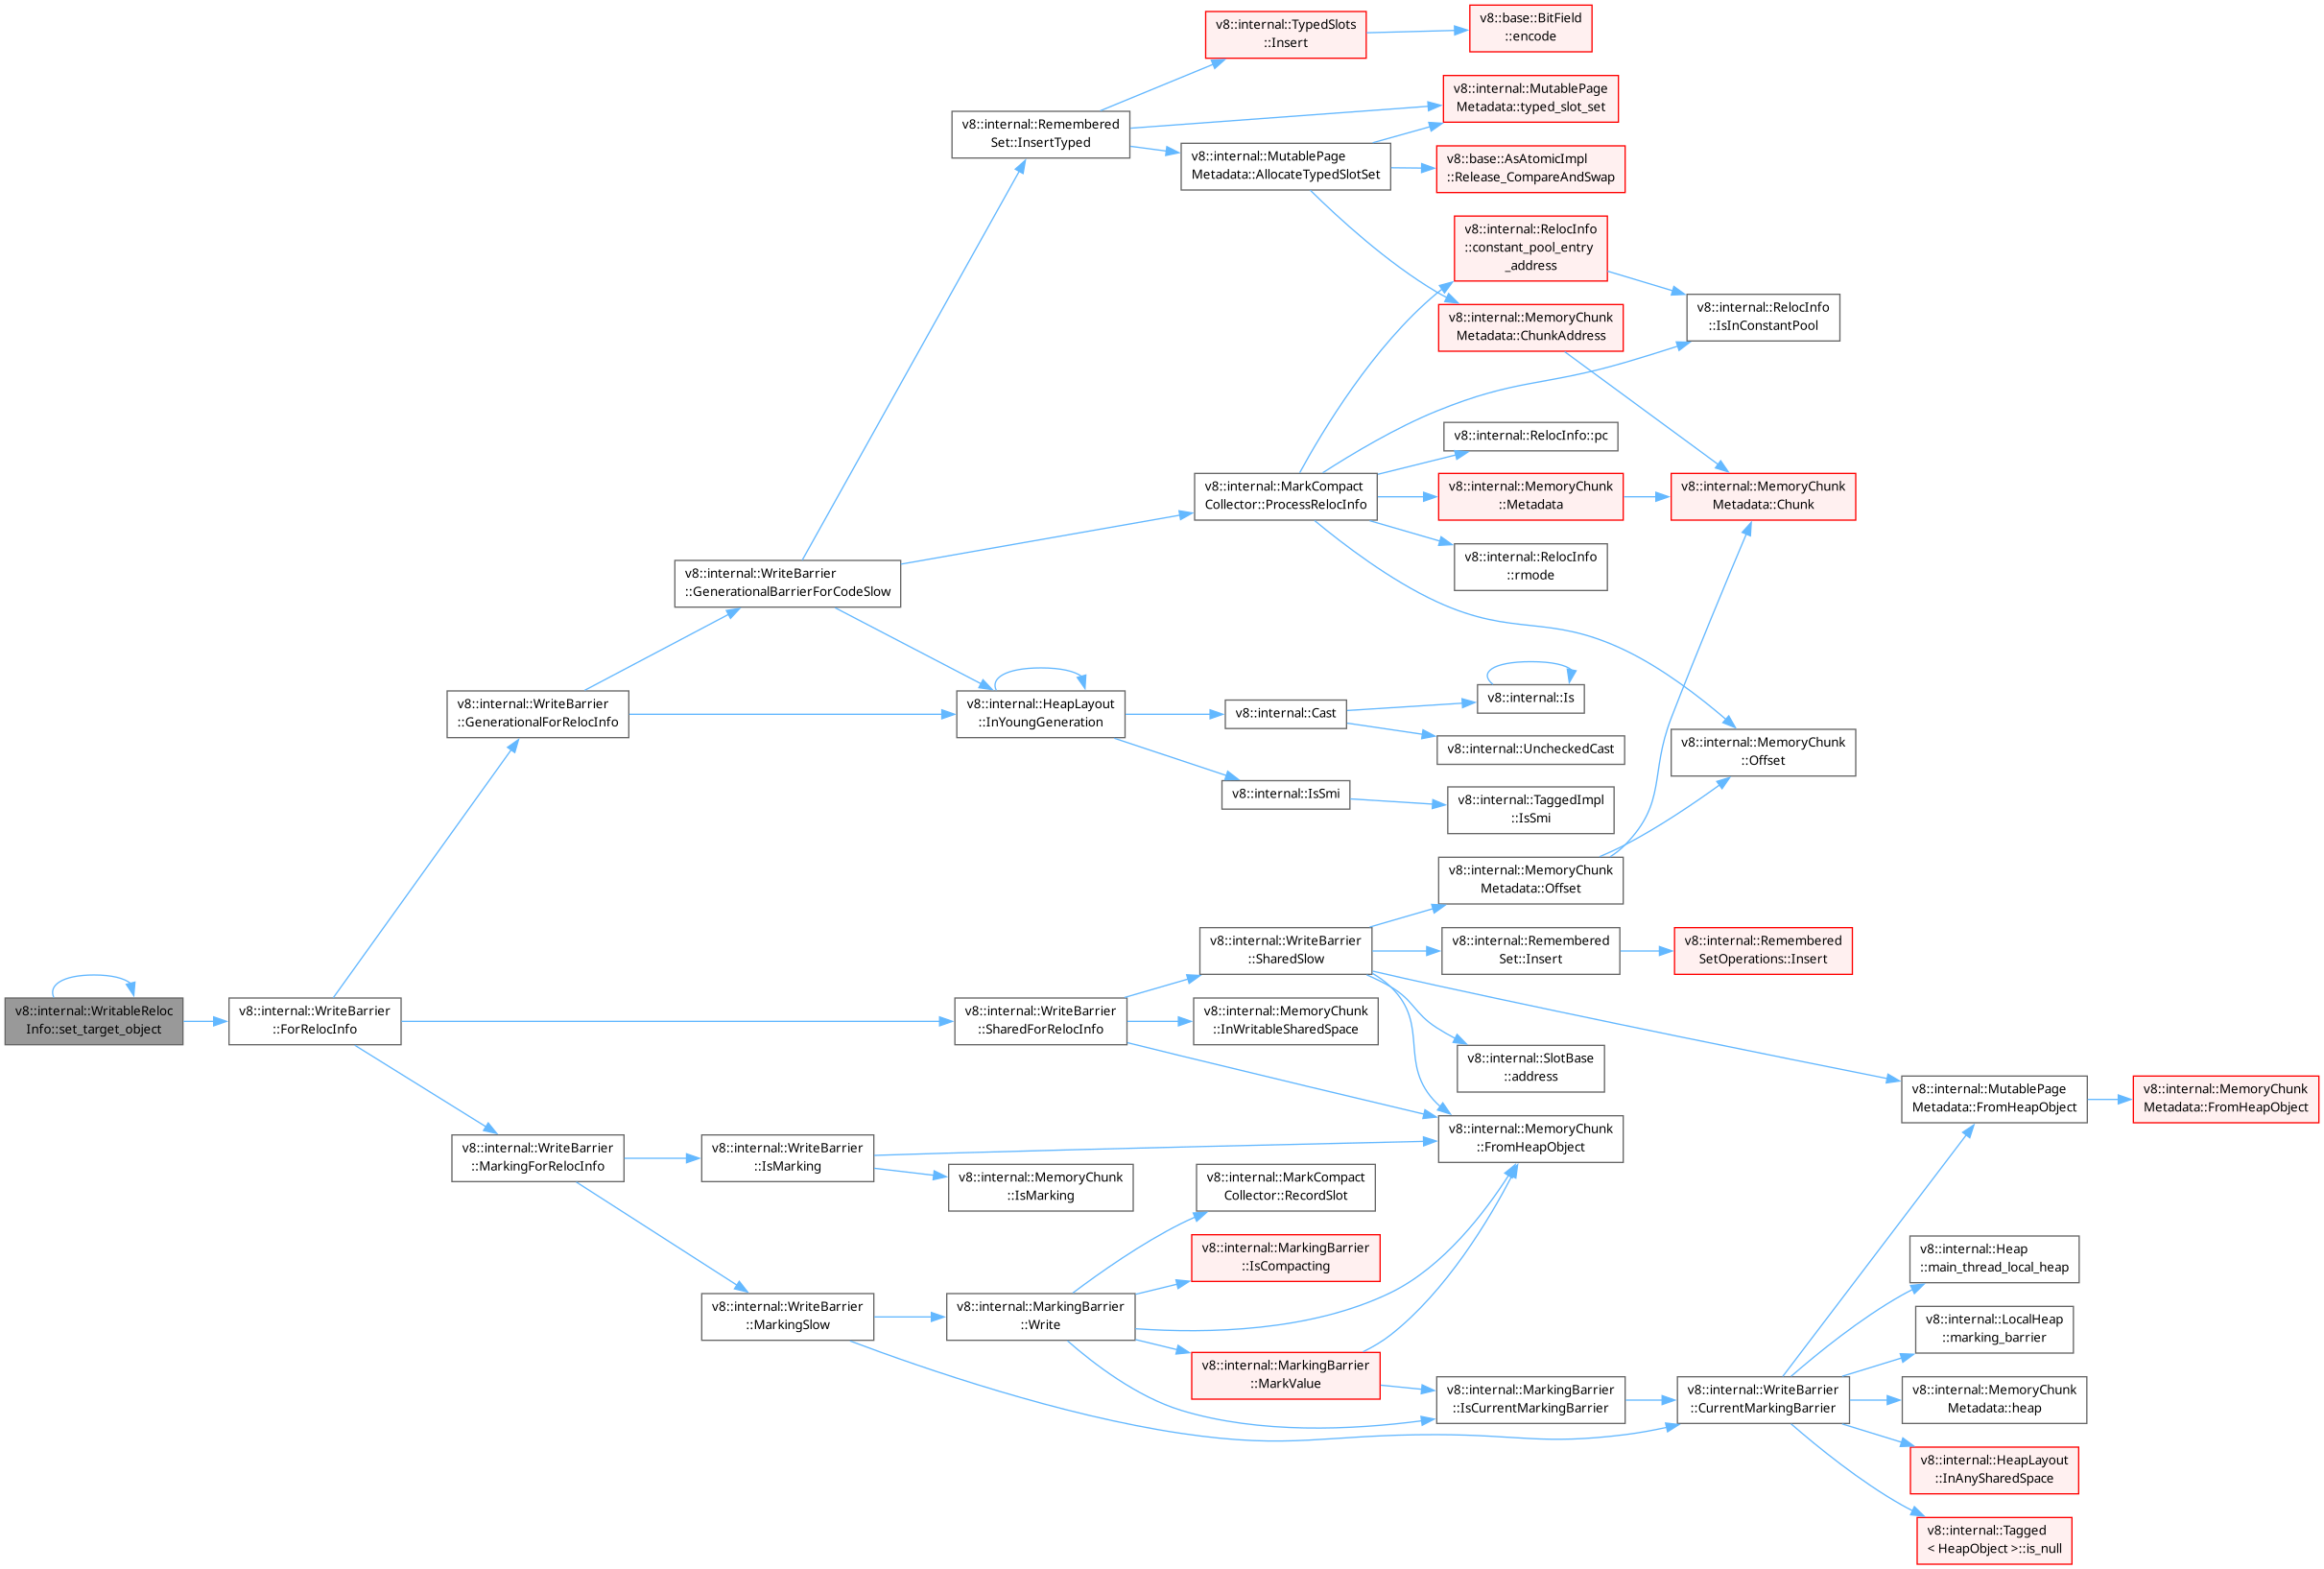 v8::internal::TypedSlots
::Insert
v8::base::BitField
::encode
v8::internal::MutablePage
Metadata::typed_slot_set
v8::internal::Remembered
Set::InsertTyped
v8::internal::MutablePage
Metadata::AllocateTypedSlotSet
v8::base::AsAtomicImpl
::Release_CompareAndSwap
v8::internal::RelocInfo
::constant_pool_entry
_address
v8::internal::RelocInfo
::IsInConstantPool
v8::internal::MemoryChunk
Metadata::ChunkAddress
v8::internal::RelocInfo::pc
v8::internal::MarkCompact
Collector::ProcessRelocInfo
v8::internal::MemoryChunk
::Metadata
v8::internal::MemoryChunk
Metadata::Chunk
v8::internal::RelocInfo
::rmode
v8::internal::WriteBarrier
::GenerationalBarrierForCodeSlow
v8::internal::WriteBarrier
::GenerationalForRelocInfo
v8::internal::HeapLayout
::InYoungGeneration
v8::internal::Cast
v8::internal::Is
v8::internal::UncheckedCast
v8::internal::MemoryChunk
::Offset
v8::internal::IsSmi
v8::internal::TaggedImpl
::IsSmi
v8::internal::MemoryChunk
Metadata::Offset
v8::internal::WriteBarrier
::SharedSlow
v8::internal::Remembered
Set::Insert
v8::internal::Remembered
SetOperations::Insert
v8::internal::WritableReloc
Info::set_target_object
v8::internal::WriteBarrier
::ForRelocInfo
v8::internal::WriteBarrier
::SharedForRelocInfo
v8::internal::MemoryChunk
::InWritableSharedSpace
v8::internal::SlotBase
::address
v8::internal::MutablePage
Metadata::FromHeapObject
v8::internal::MemoryChunk
Metadata::FromHeapObject
v8::internal::WriteBarrier
::MarkingForRelocInfo
v8::internal::WriteBarrier
::IsMarking
v8::internal::MemoryChunk
::FromHeapObject
v8::internal::MemoryChunk
::IsMarking
v8::internal::MarkCompact
Collector::RecordSlot
v8::internal::MarkingBarrier
::IsCompacting
v8::internal::Heap
::main_thread_local_heap
v8::internal::WriteBarrier
::MarkingSlow
v8::internal::MarkingBarrier
::Write
v8::internal::LocalHeap
::marking_barrier
v8::internal::MarkingBarrier
::MarkValue
v8::internal::MarkingBarrier
::IsCurrentMarkingBarrier
v8::internal::WriteBarrier
::CurrentMarkingBarrier
v8::internal::MemoryChunk
Metadata::heap
v8::internal::HeapLayout
::InAnySharedSpace
v8::internal::Tagged
< HeapObject >::is_null